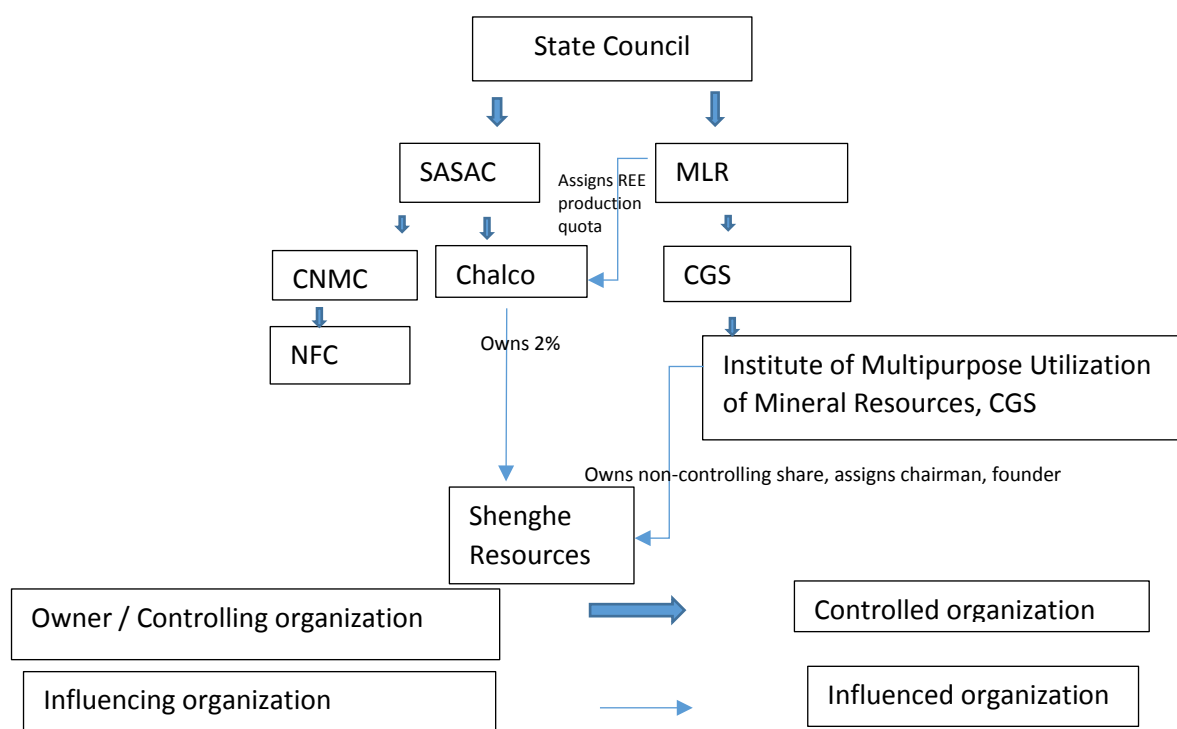 State Council
SASAC
MLR
Assigns REE
production
quota
CNMC
Chalco
CGS
NFC
Owns 2%
Institute of Multipurpose Utilization
of Mineral Resources, CGS
Owns non-controlling share, assigns chairman, founder
Shenghe
Resources
Owner / Controlling organization
Controlled organization
Influencing organization
Influenced organization